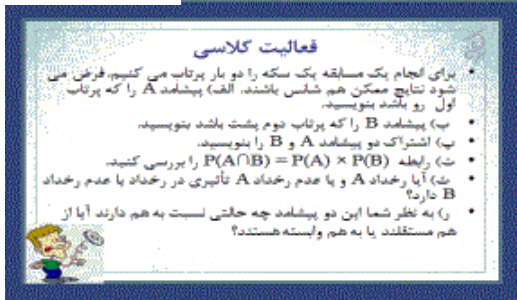 فعالیت کلاسی
• برای انجام یک مسابقه یک سکه را دو بار پرتاب می کنیم. فرض می
شود نتایج ممکن هم شانس باشند. الف) پیشامد A را که پرتاب
اول رو باشد بنویسید.
• ب) پیشامد B را که پرتاب دوم پشت باشد بنویسید.
• پ) اشتراک دو پیشامد A و B را بنویسید.
• ت) رابطه P(A∩B) = P(A) × P(B) را بررسی کنید.
• ث) آیا رخداد A و یا عدم رخداد A تأثیری در رخداد یا عدم رخداد
B دارد؟
• ر) به نظر شما این دو پیشامد چه حالتی نسبت به هم دارند آیا از
هم مستقلند یا به هم وابسته هستند؟